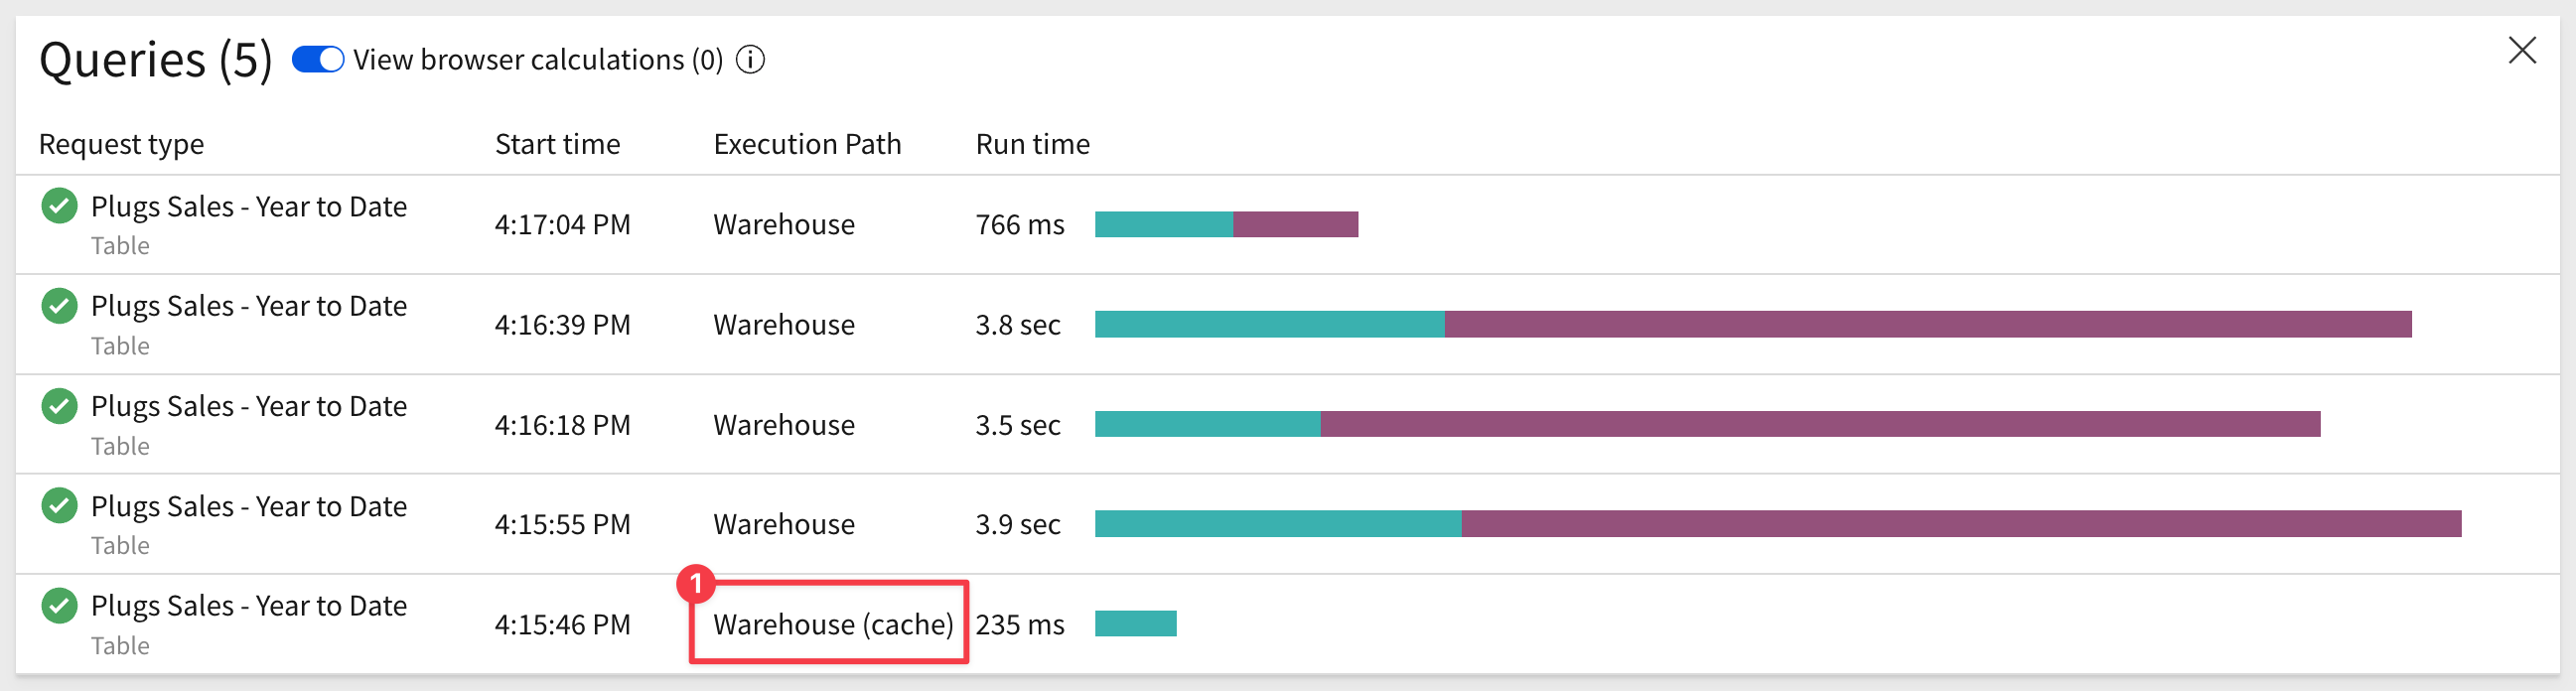 Queries (5) View browser calculations (0)
Request type Start time Execution Path Run time
Plugs Sales - Year to Date
Table
4:17:04 PM Warehouse 766 ms
Plugs Sales - Year to Date
Table
4:16:39 PM Warehouse 3.8 sec
Plugs Sales - Year to Date
Table
4:16:18 PM Warehouse 3.5 sec
Plugs Sales - Year to Date
Table
4:15:55 PM Warehouse 3.9 sec
1
Plugs Sales - Year to Date
Table
4:15:46 PM Warehouse (cache) 235 ms